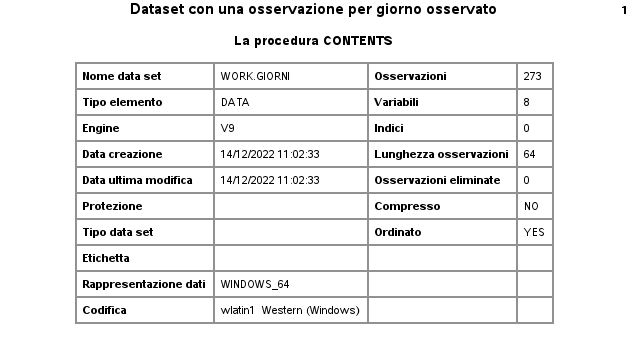 Dataset con una osservazione per giorno osservato 1
La procedura CONTENTS
Nome data set WORK.GIORNI Osservazioni 273
Tipo elemento DATA Variabili 8
Engine V9 Indici 0
Data creazione 14/12/2022 11:02:33 Lunghezza osservazioni 64
Data ultima modifica 14/12/2022 11:02:33 Osservazioni eliminate 0
Protezione Compresso NO
Tipo data set Ordinato YES
Etichetta
Rappresentazione dati WINDOWS_64
Codifica wlatin1 Western (Windows)